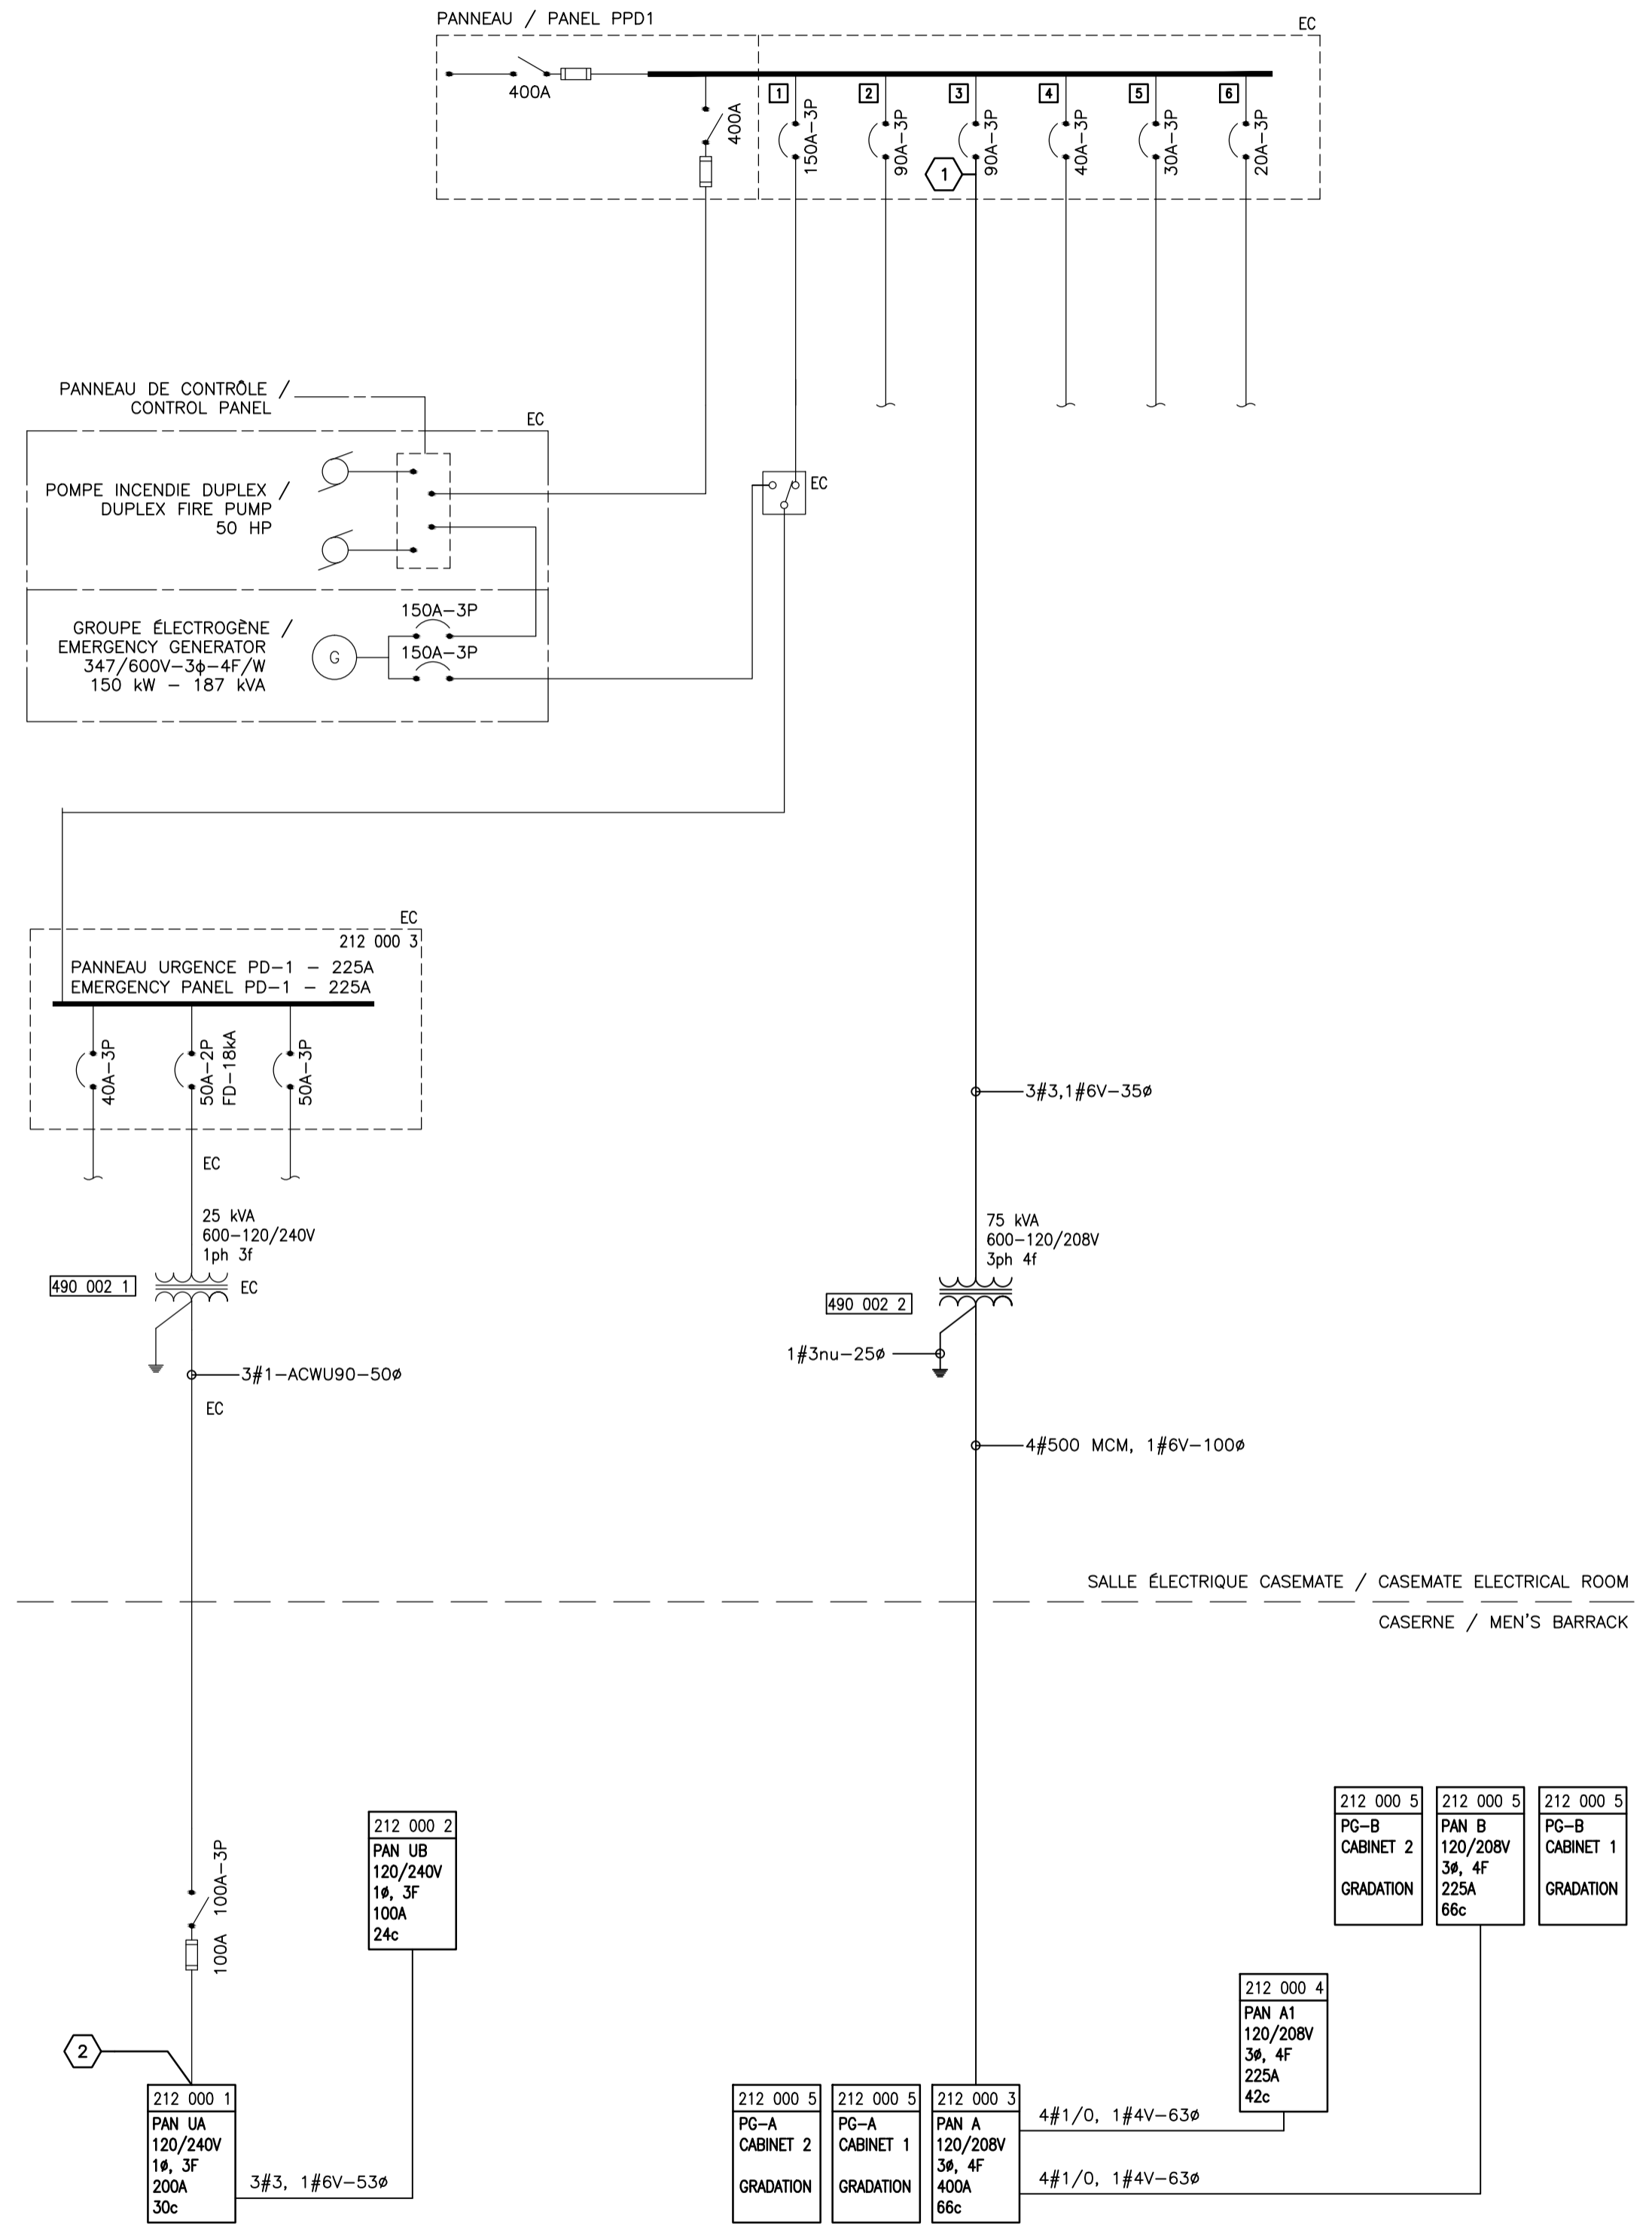 PANNEAU / PANEL PPD1
EC
400A
400A
1
150A-3P
2
90A-3P
3
90A-3P
4
40A-3P
5
30A-3P
6
20A-3P
1
PANNEAU DE CONTRÔLE /
CONTROL PANEL
EC
POMPE INCENDIE DUPLEX /
DUPLEX FIRE PUMP
50 HP
EC
GROUPE ÉLECTROGÈNE /
EMERGENCY GENERATOR
347/600V-3ϕ-4F/W
150 kW - 187 kVA
G
150A-3P
150A-3P
EC
212 000 3
PANNEAU URGENCE PD-1 - 225A
EMERGENCY PANEL PD-1 - 225A
40A-3P
50A-2P
FD-18kA
50A-3P
EC
3#3,1#6V-35ø
25 kVA
600-120/240V
1ph 3f
490 002 1
EC
75 kVA
600-120/208V
3ph 4f
490 002 2
1#3nu-25ø
3#1-ACWU90-50ø
EC
4#500 MCM, 1#6V-100ø
SALLE ÉLECTRIQUE CASEMATE / CASEMATE ELECTRICAL ROOM
CASERNE / MEN'S BARRACK
100A 100A-3P
212 000 2
PAN UB
120/240V
1ø, 3F
100A
24c
212 000 5
PG-B
CABINET 2
GRADATION
212 000 5
PAN B
120/208V
3ø, 4F
225A
66c
212 000 5
PG-B
CABINET 1
GRADATION
212 000 4
PAN A1
120/208V
3ø, 4F
225A
42c
2
212 000 1
PAN UA
120/240V
1ø, 3F
200A
30c
3#3, 1#6V-53ø
212 000 5
PG-A
CABINET 2
GRADATION
212 000 5
PG-A
CABINET 1
GRADATION
212 000 3
PAN A
120/208V
3ø, 4F
400A
66c
4#1/0, 1#4V-63ø
4#1/0, 1#4V-63ø